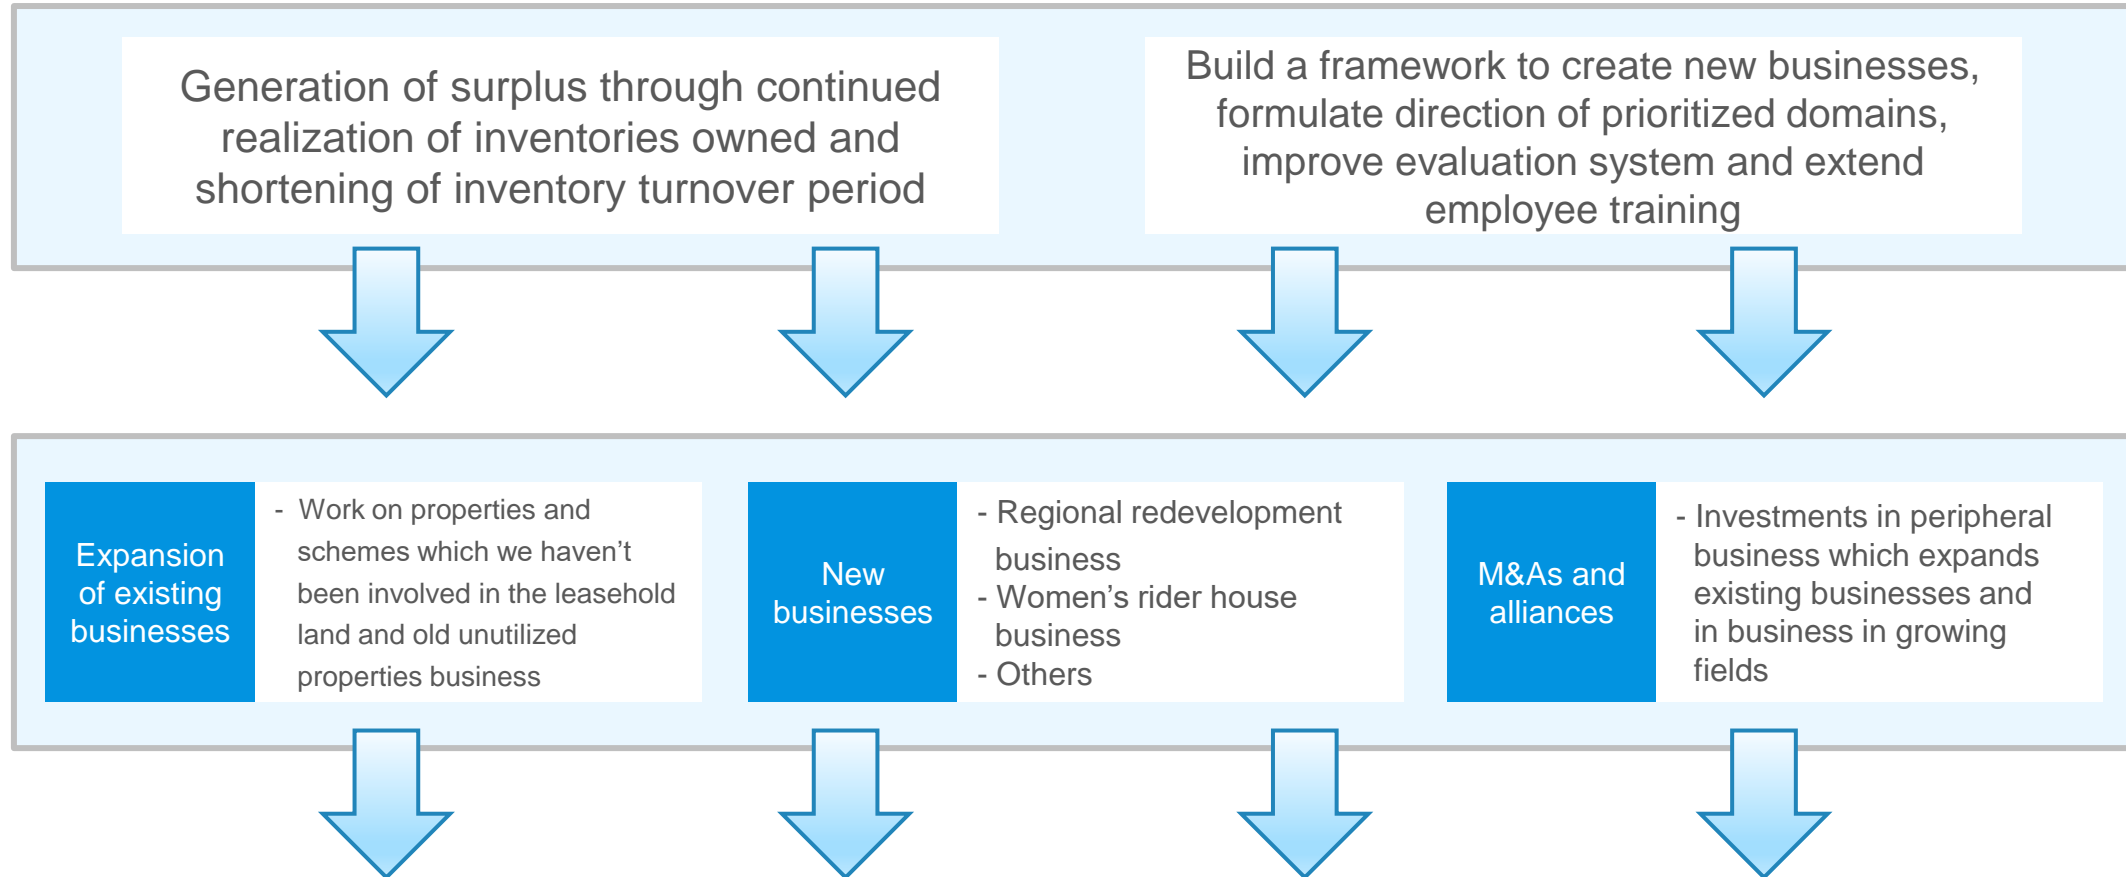 Generation of surplus through continued
realization of inventories owned and
shortening of inventory turnover period
Build a framework to create new businesses,
formulate direction of prioritized domains,
improve evaluation system and extend
employee training
Expansion
of existing
businesses
- Work on properties and
schemes which we haven’t
been involved in the leasehold
land and old unutilized
properties business
New
businesses
- Regional redevelopment
business
- Women’s rider house
business
- Others
M&As and
alliances
- Investments in peripheral
business which expands
existing businesses and
in business in growing
fields